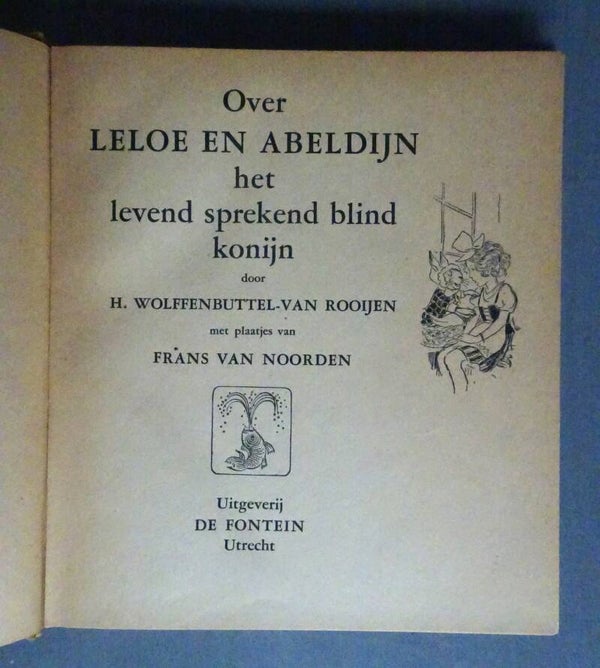 Over
LELOE EN ABELDIJN
het
levend sprekend blind
konijn
door
H. WOLFFENBUTTEL-VAN ROOIJEN
met plaatjes van
FRANS VAN NOORDEN
Uitgeverij
DE FONTEIN
Utrecht